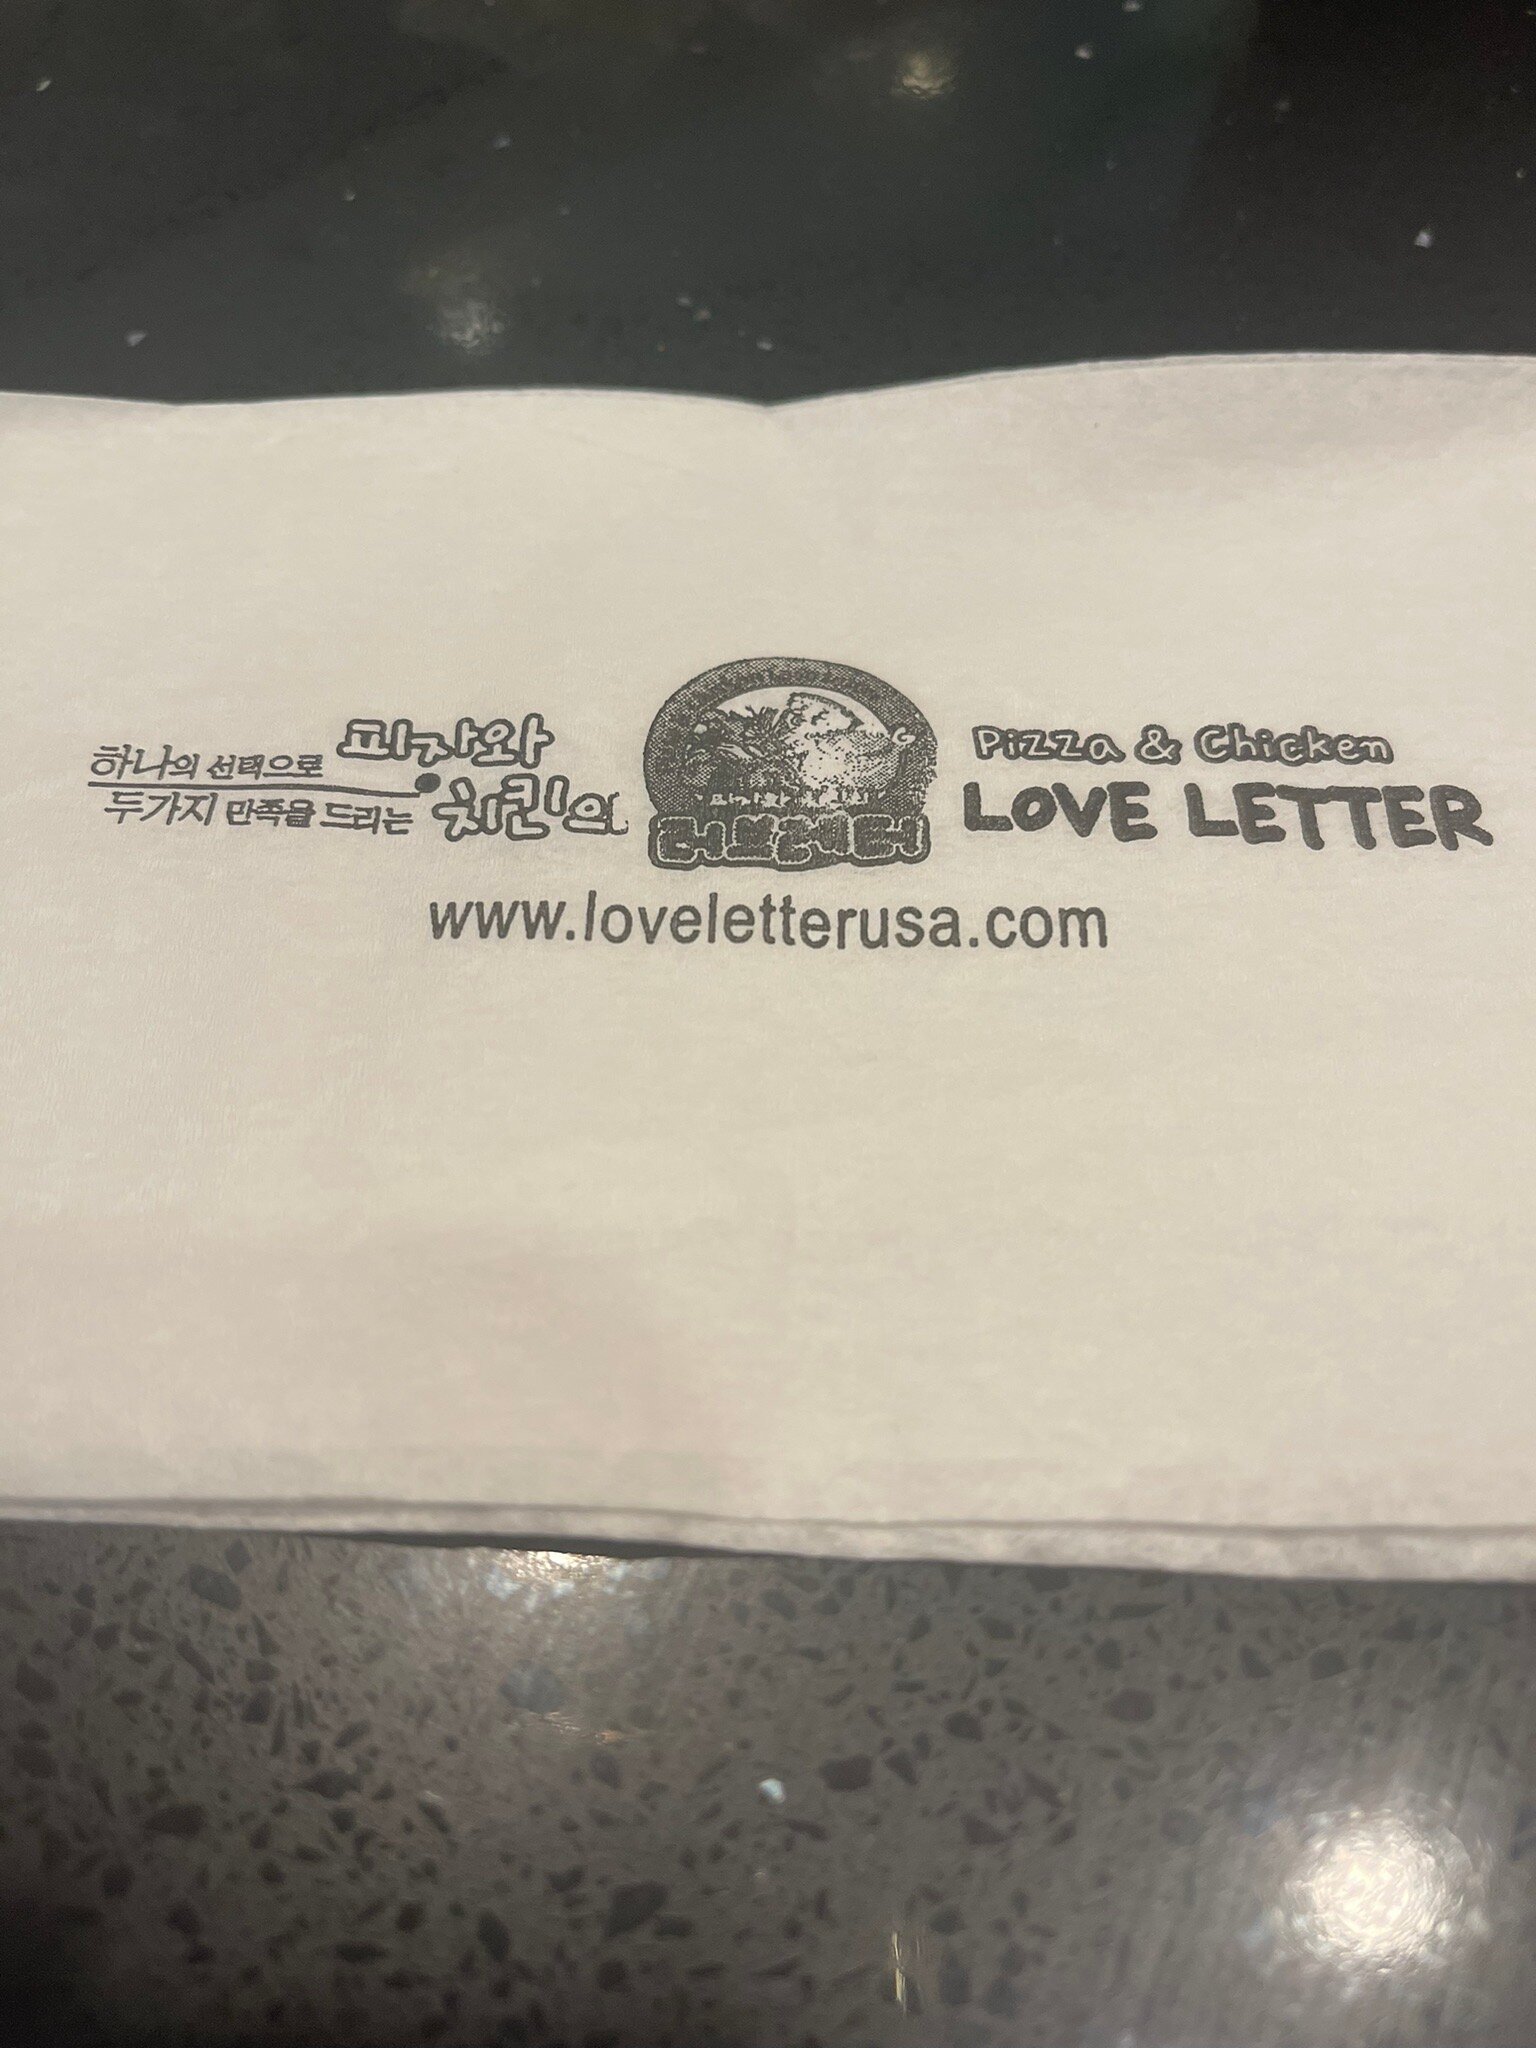 하나의 선택으로
두가지 만족을 드리는
피자와
치킨의
러브레터
Pizza & Chicken
LOVE LETTER
www.loveletterusa.com